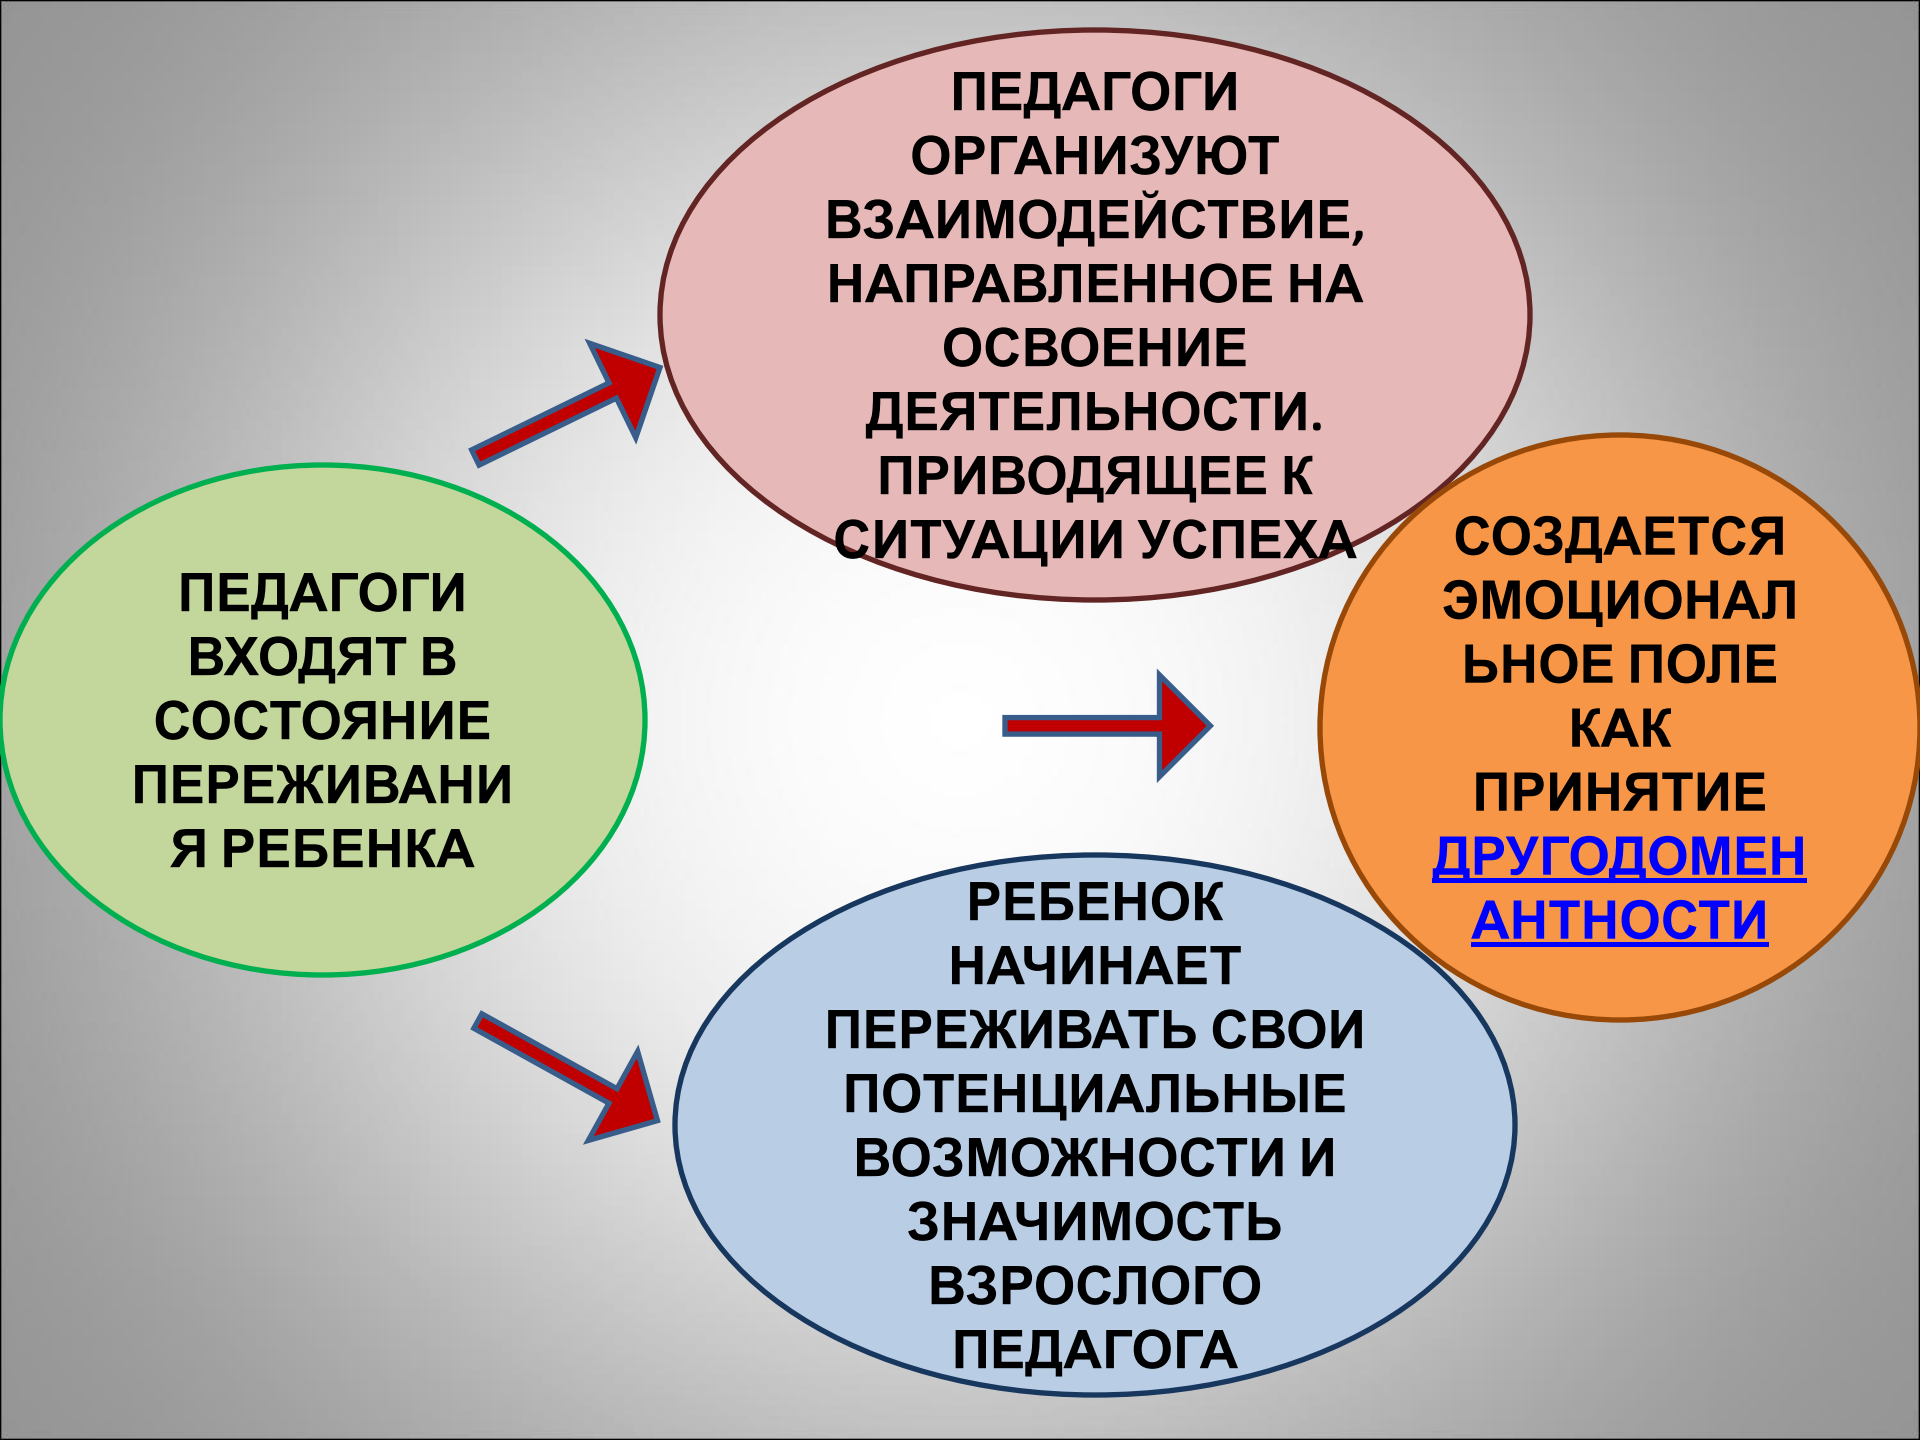 ПЕДАГОГИ
ВХОДЯТ В
СОСТОЯНИЕ
ПЕРЕЖИВАНИ
Я РЕБЕНКА
ПЕДАГОГИ
ОРГАНИЗУЮТ
ВЗАИМОДЕЙСТВИЕ,
НАПРАВЛЕННОЕ НА
ОСВОЕНИЕ
ДЕЯТЕЛЬНОСТИ.
ПРИВОДЯЩЕЕ К
СИТУАЦИИ УСПЕХА
РЕБЕНОК
НАЧИНАЕТ
ПЕРЕЖИВАТЬ СВОИ
ПОТЕНЦИАЛЬНЫЕ
ВОЗМОЖНОСТИ И
ЗНАЧИМОСТЬ
ВЗРОСЛОГО
ПЕДАГОГА
СОЗДАЕТСЯ
ЭМОЦИОНАЛ
ЬНОЕ ПОЛЕ
КАК
ПРИНЯТИЕ
ДРУГОДОМЕН
АНТНОСТИ